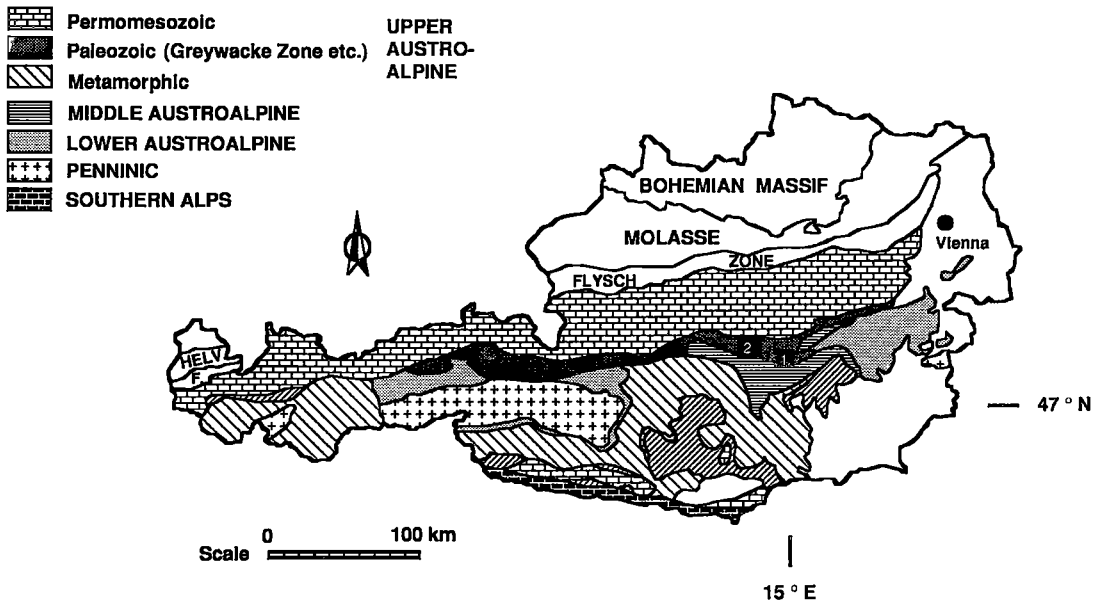 Permomesozoic
Paleozoic (Greywacke Zone etc.)
Metamorphic
UPPER
AUSTRO-
ALPINE
MIDDLE AUSTROALPINE
LOWER AUSTROALPINE
PENNINIC
SOUTHERN ALPS
BOHEMIAN MASSIF
MOLASSE
Vienna
ZONE
FLYSCH
HELV
F
2
1
47 ° N
0
100 km
Scale
15 ° E